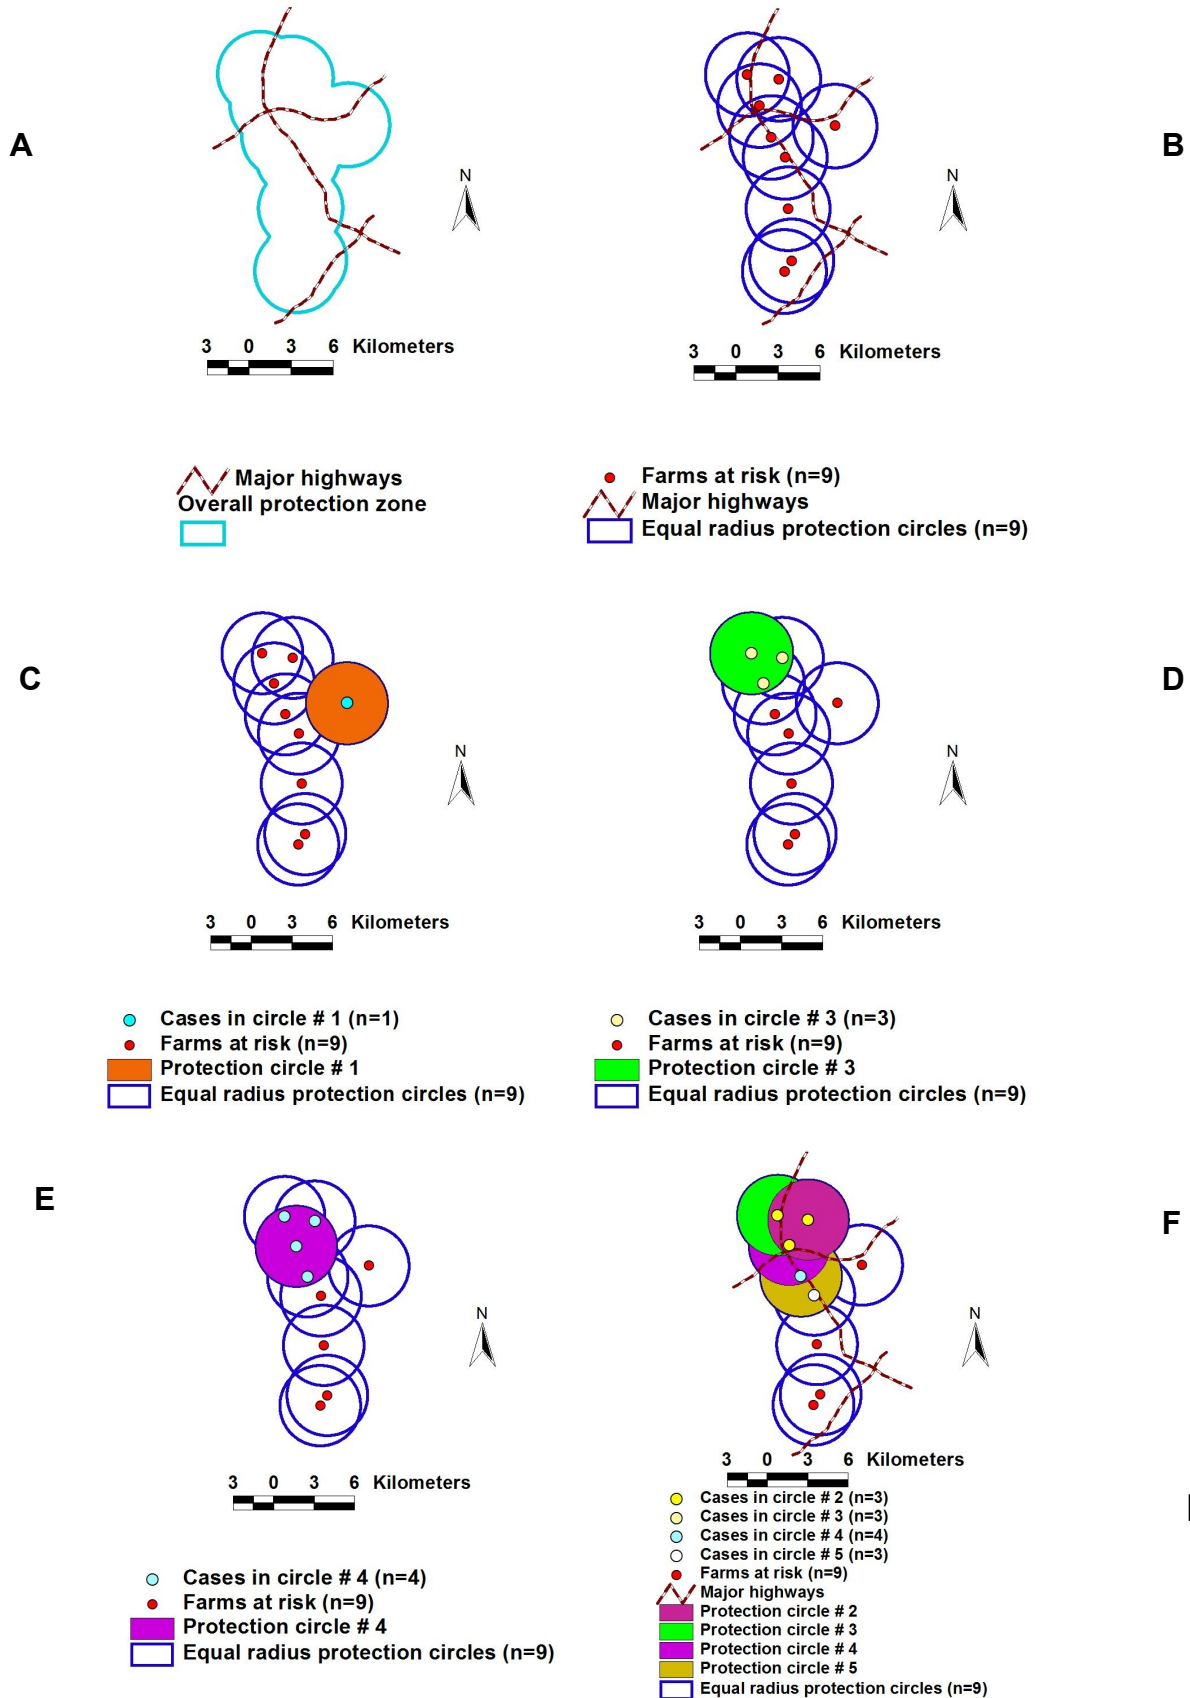 A
B
N
N
3 0 3 6 Kilometers
3 0 3 6 Kilometers
Major highways
Overall protection zone
Farms at risk (n=9)
Major highways
Equal radius protection circles (n=9)
C
D
N
N
3 0 3 6 Kilometers
3 0 3 6 Kilometers
Cases in circle # 1 (n=1)
Farms at risk (n=9)
Protection circle # 1
Equal radius protection circles (n=9)
Cases in circle # 3 (n=3)
Farms at risk (n=9)
Protection circle # 3
Equal radius protection circles (n=9)
E
F
N
N
3 0 3 6 Kilometers
3 0 3 6 Kilometers
Cases in circle # 4 (n=4)
Farms at risk (n=9)
Protection circle # 4
Equal radius protection circles (n=9)
Cases in circle # 2 (n=3)
Cases in circle # 3 (n=3)
Cases in circle # 4 (n=4)
Cases in circle # 5 (n=3)
Farms at risk (n=9)
Major highways
Protection circle # 2
Protection circle # 3
Protection circle # 4
Protection circle # 5
Equal radius protection circles (n=9)